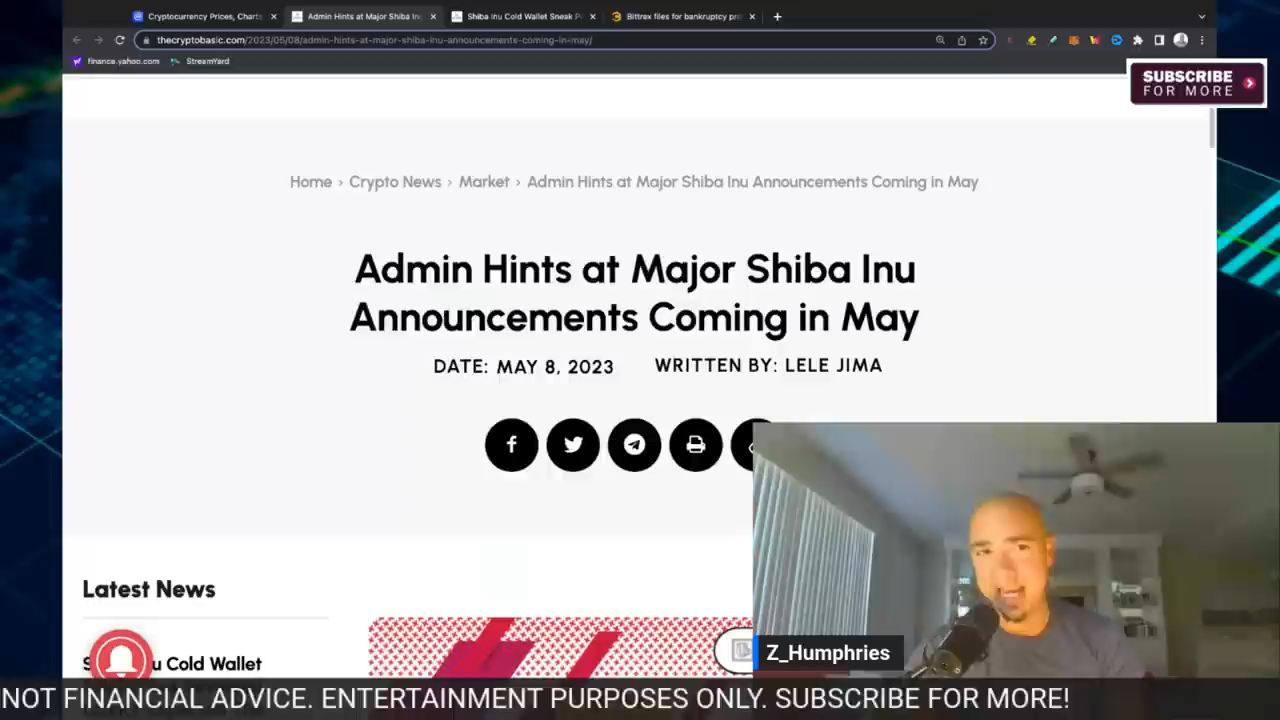 Cryptocurrency Prices, Charts
Admin Hints at Major Shiba Inu
Shiba Inu Cold Wallet Sneak P
Bittrex files for bankruptcy pro
thecryptobasic.com/2023/05/08/admin-hints-at-major-shiba-inu-announcements-coming-in-may/
finance.yahoo.com
StreamYard
SUBSCRIBE
FOR MORE
Home › Crypto News › Market › Admin Hints at Major Shiba Inu Announcements Coming in May
Admin Hints at Major Shiba Inu
Announcements Coming in May
DATE: MAY 8, 2023
WRITTEN BY: LELE JIMA
Latest News
u Cold Wallet
Z_Humphries
NOT FINANCIAL ADVICE. ENTERTAINMENT PURPOSES ONLY. SUBSCRIBE FOR MORE!